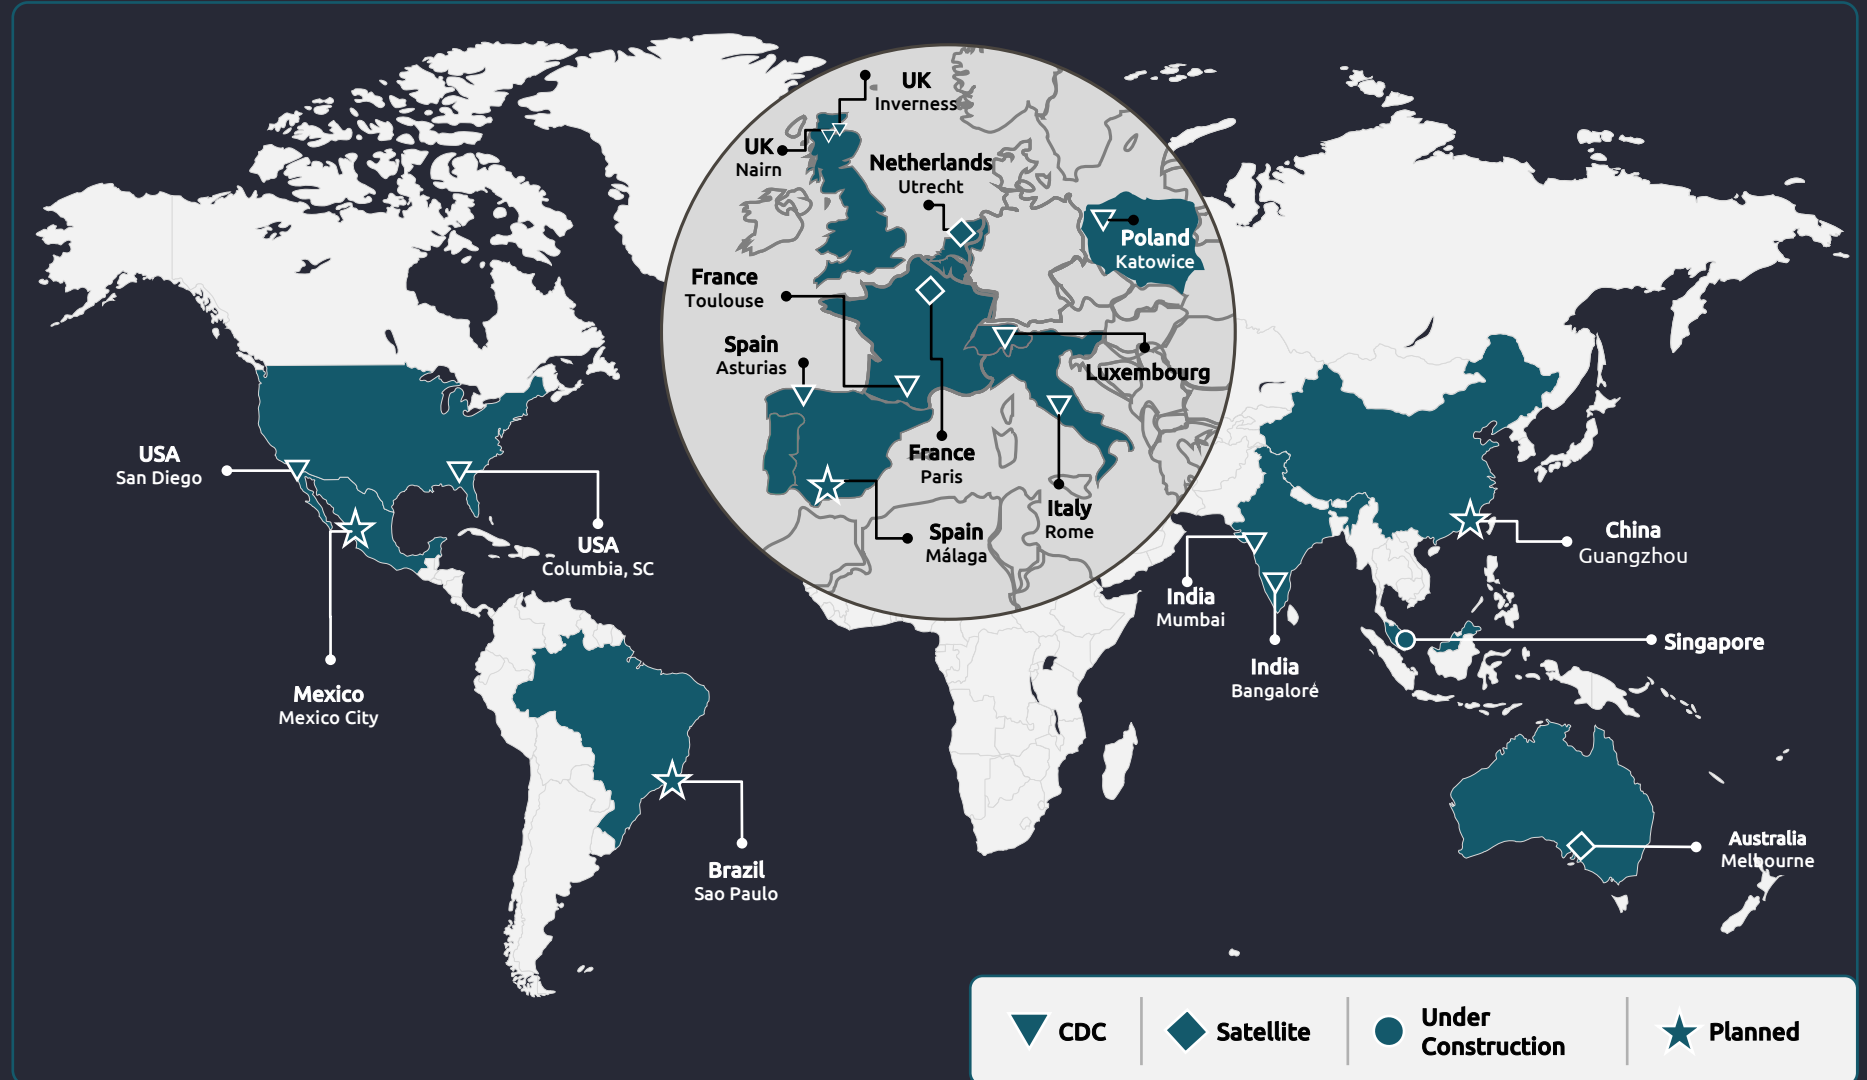 UK
Inverness
UK
Nairn
Netherlands
Utrecht
Poland
Katowice
France
Toulouse
Spain
Asturias
Luxembourg
France
Paris
Italy
Rome
Spain
Málaga
USA
San Diego
USA
Columbia, SC
Mexico
Mexico City
Brazil
Sao Paulo
India
Mumbai
India
Bangaloré
China
Guangzhou
Singapore
Australia
Melbourne
CDC
Satellite
Under
Construction
Planned